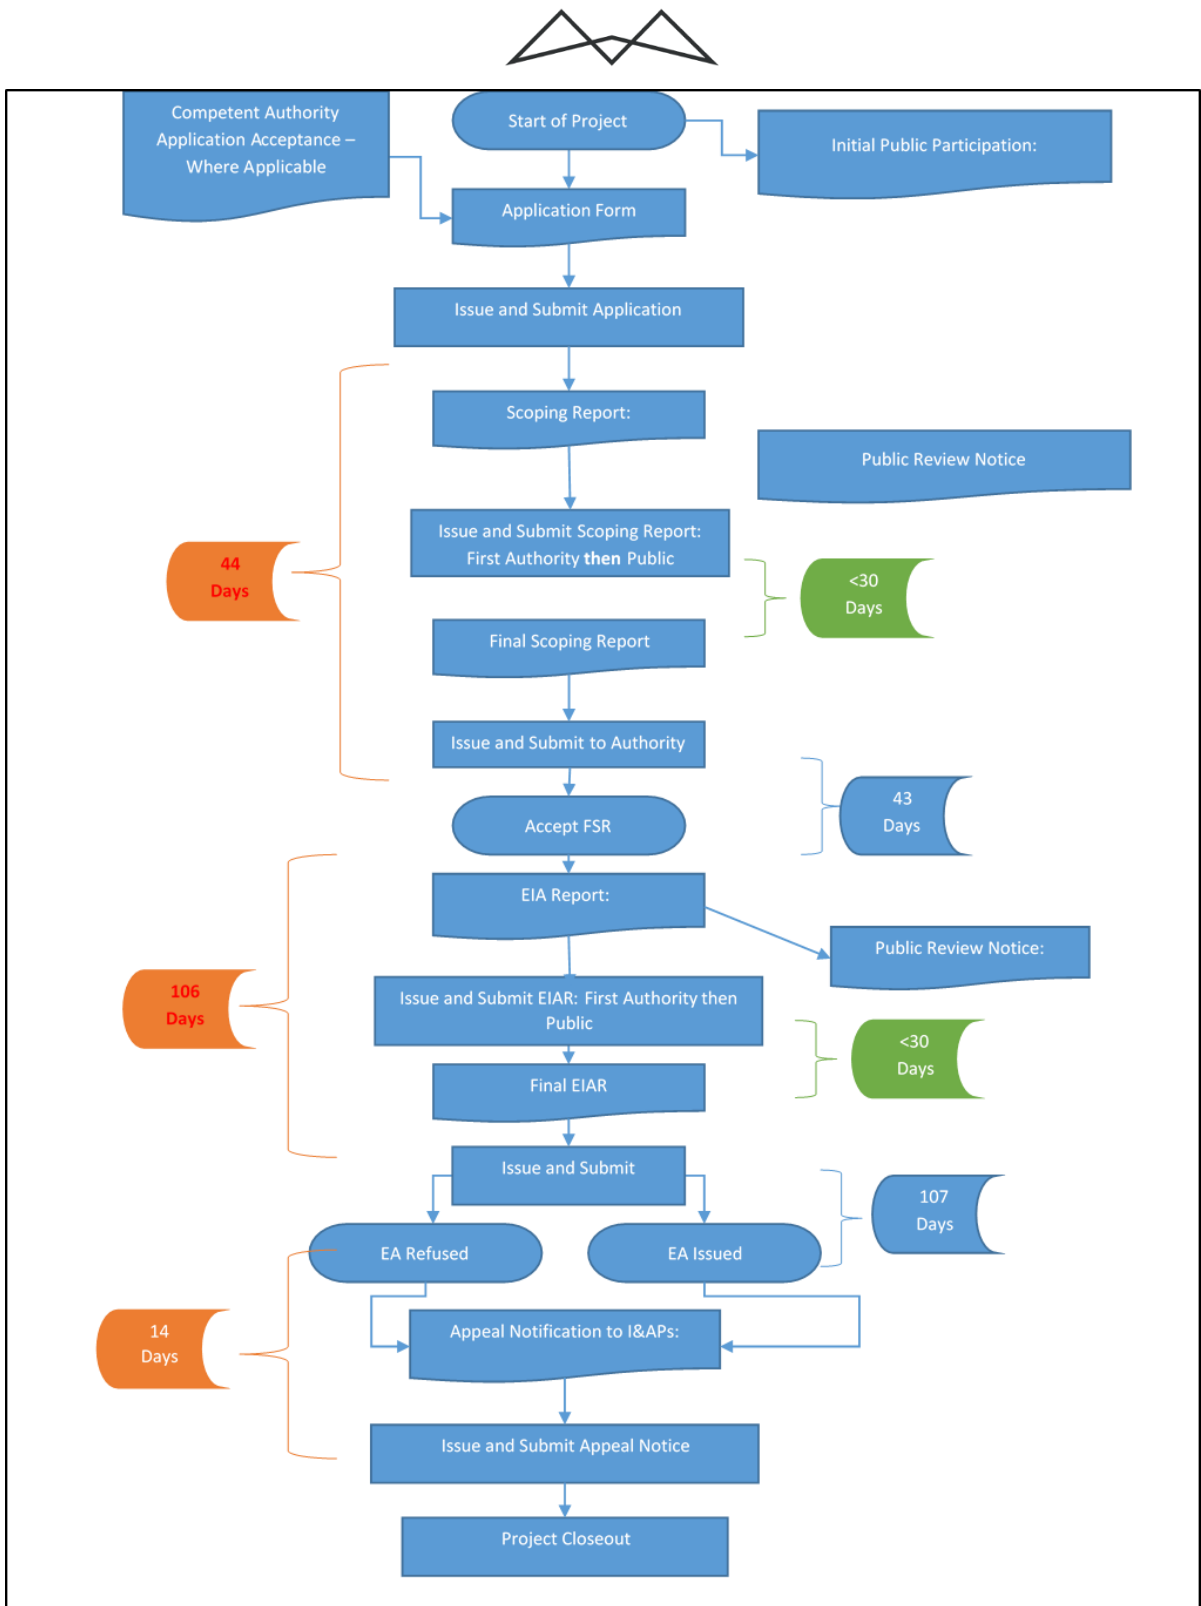 Competent Authority
Application Acceptance –
Where Applicable
Start of Project
Initial Public Participation:
Application Form
Issue and Submit Application
Scoping Report:
Public Review Notice
Issue and Submit Scoping Report:
First Authority then Public
44
Days
<30
Days
Final Scoping Report
Issue and Submit to Authority
43
Days
Accept FSR
EIA Report:
Public Review Notice:
106
Days
Issue and Submit EIAR: First Authority then
Public
<30
Days
Final EIAR
Issue and Submit
107
Days
EA Refused
EA Issued
14
Days
Appeal Notification to I&APs:
Issue and Submit Appeal Notice
Project Closeout